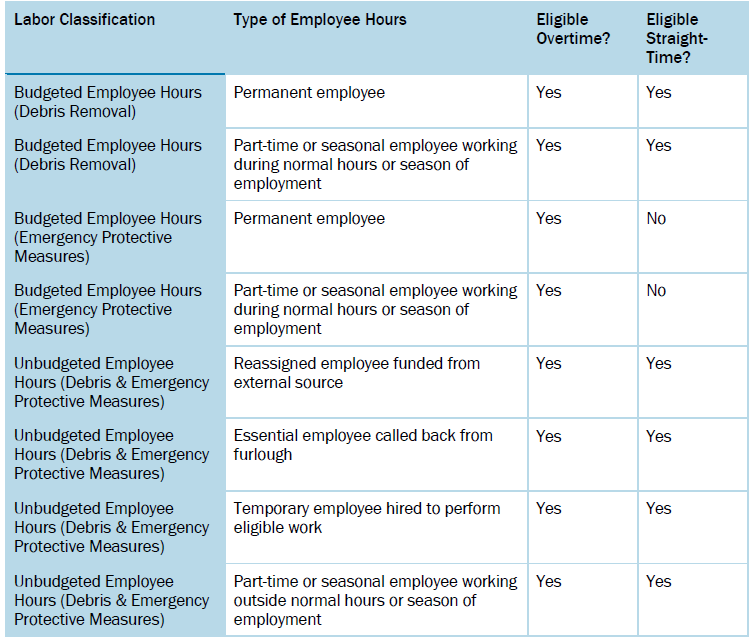 Labor Classification
Type of Employee Hours
Eligible
Overtime?
Eligible
Straight-
Time?
Budgeted Employee Hours
(Debris Removal)
Permanent employee
Yes
Yes
Budgeted Employee Hours
(Debris Removal)
Part-time or seasonal employee working
during normal hours or season of
employment
Yes
Yes
Budgeted Employee Hours
(Emergency Protective
Measures)
Permanent employee
Yes
No
Budgeted Employee Hours
(Emergency Protective
Measures)
Part-time or seasonal employee working
during normal hours or season of
employment
Yes
No
Unbudgeted Employee
Hours (Debris & Emergency
Protective Measures)
Reassigned employee funded from
external source
Yes
Yes
Unbudgeted Employee
Hours (Debris & Emergency
Protective Measures)
Essential employee called back from
furlough
Yes
Yes
Unbudgeted Employee
Hours (Debris & Emergency
Protective Measures)
Temporary employee hired to perform
eligible work
Yes
Yes
Unbudgeted Employee
Hours (Debris & Emergency
Protective Measures)
Part-time or seasonal employee working
outside normal hours or season of
employment
Yes
Yes